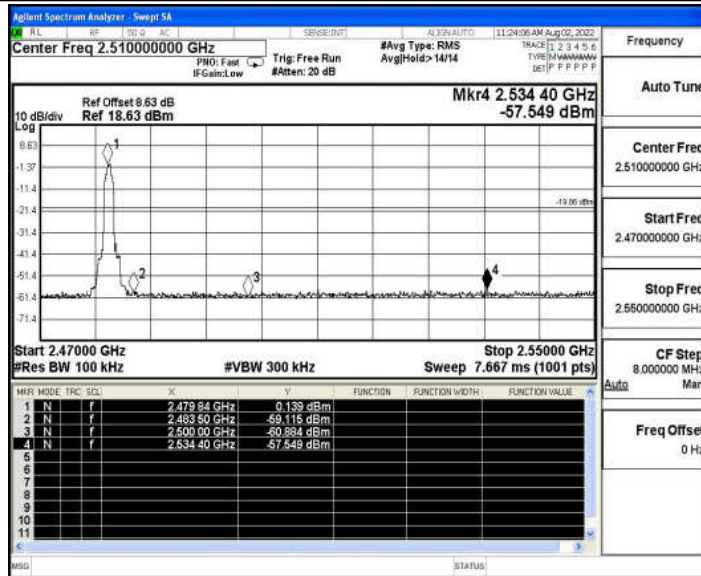 Agilent Spectrum Analyzer - Swept SA
RL RF 50 Ω AC SENSE:INT ALIGN AUTO 11:24:06 AM Aug 02, 2022
Center Freq 2.510000000 GHz
PNO: Fast
IFGain:Low
Trig: Free Run
#Atten: 20 dB
#Avg Type: RMS
Avg|Hold:>14/14
TRACE 1 2 3 4 5 6
TYPE M WWWWW
DET P P P P P P
Ref Offset 8.63 dB
Ref 18.63 dBm
10 dB/div
Log
Mkr4 2.534 40 GHz
-57.549 dBm
8.63
-1.37
-11.4
-21.4
-31.4
-41.4
-51.4
-61.4
-71.4
1
2
3
4
-19.86 dBm
Start 2.47000 GHz
Stop 2.55000 GHz
#Res BW 100 kHz #VBW 300 kHz Sweep 7.667 ms (1001 pts)
MKR MODE TRC SCL X Y FUNCTION FUNCTION WIDTH FUNCTION VALUE
1 N f 2.479 84 GHz 0.139 dBm
2 N f 2.483 50 GHz -59.115 dBm
3 N f 2.500 00 GHz -60.884 dBm
4 N f 2.534 40 GHz -57.549 dBm
5
6
7
8
9
10
11
MSG STATUS
Frequency
Auto Tune
Center Freq
2.510000000 GHz
Start Freq
2.470000000 GHz
Stop Freq
2.550000000 GHz
CF Step
8.000000 MHz
Auto Man
Freq Offset
0 Hz